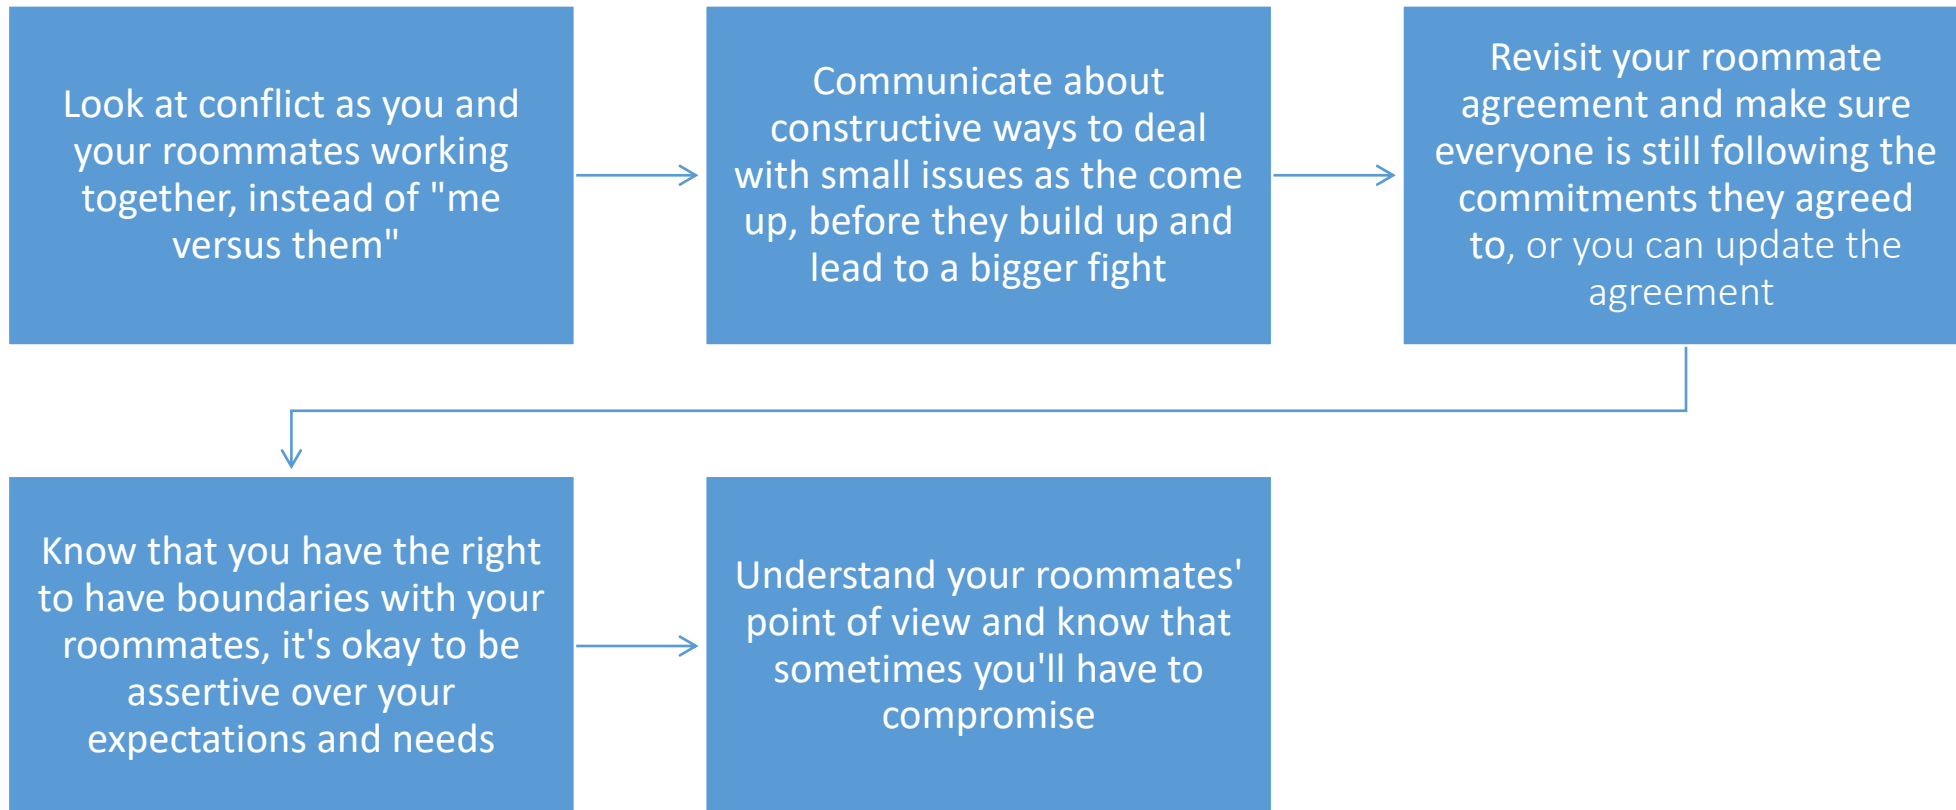 Look at conflict as you and
your roommates working
together, instead of "me
versus them"
Communicate about
constructive ways to deal
with small issues as the come
up, before they build up and
lead to a bigger fight
Revisit your roommate
agreement and make sure
everyone is still following the
commitments they agreed
to, or you can update the
agreement
Know that you have the right
to have boundaries with your
roommates, it's okay to be
assertive over your
expectations and needs
Understand your roommates'
point of view and know that
sometimes you'll have to
compromise